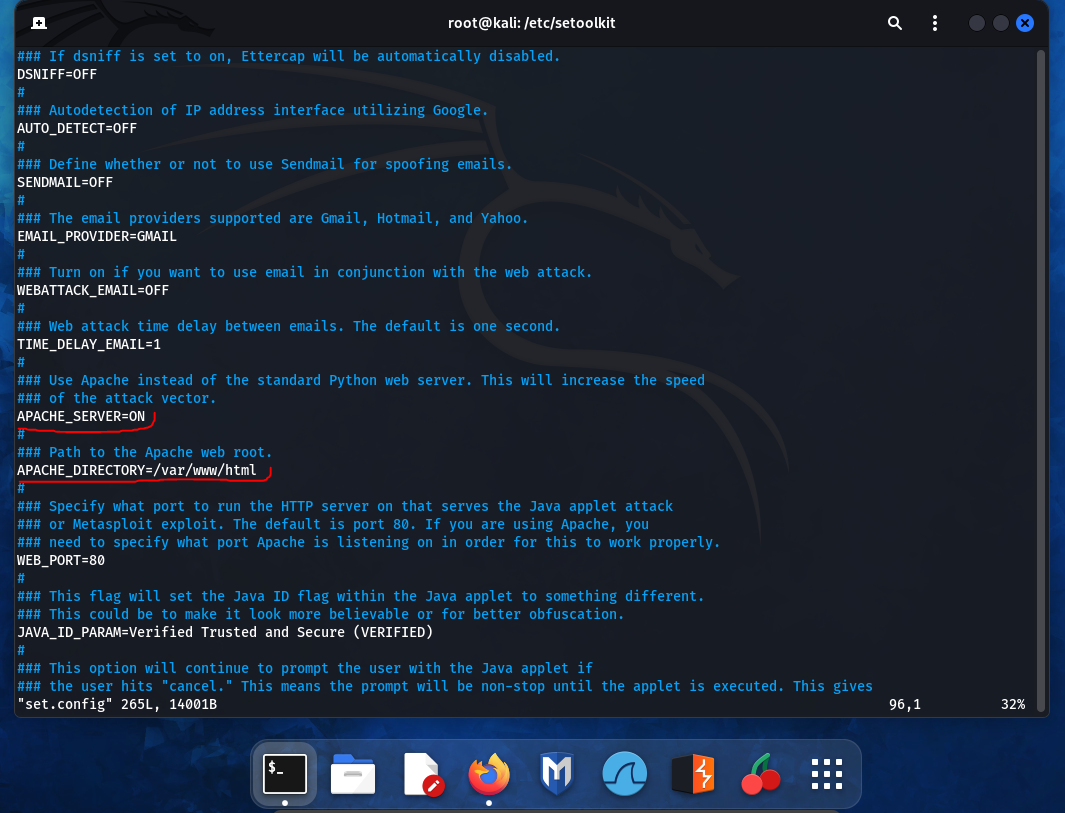 root@kali: /etc/setoolkit
### If dsniff is set to on, Ettercap will be automatically disabled.
DSNIFF=OFF
#
### Autodetection of IP address interface utilizing Google.
AUTO_DETECT=OFF
#
### Define whether or not to use Sendmail for spoofing emails.
SENDMAIL=OFF
#
### The email providers supported are Gmail, Hotmail, and Yahoo.
EMAIL_PROVIDER=GMAIL
#
### Turn on if you want to use email in conjunction with the web attack.
WEBATTACK_EMAIL=OFF
#
### Web attack time delay between emails. The default is one second.
TIME_DELAY_EMAIL=1
#
### Use Apache instead of the standard Python web server. This will increase the speed
### of the attack vector.
APACHE_SERVER=ON
#
### Path to the Apache web root.
APACHE_DIRECTORY=/var/www/html
#
### Specify what port to run the HTTP server on that serves the Java applet attack
### or Metasploit exploit. The default is port 80. If you are using Apache, you
### need to specify what port Apache is listening on in order for this to work properly.
WEB_PORT=80
#
### This flag will set the Java ID flag within the Java applet to something different.
### This could be to make it look more believable or for better obfuscation.
JAVA_ID_PARAM=Verified Trusted and Secure (VERIFIED)
#
### This option will continue to prompt the user with the Java applet if
### the user hits "cancel." This means the prompt will be non-stop until the applet is executed. This gives
"set.config" 265L, 14001B 96,1 32%
$_